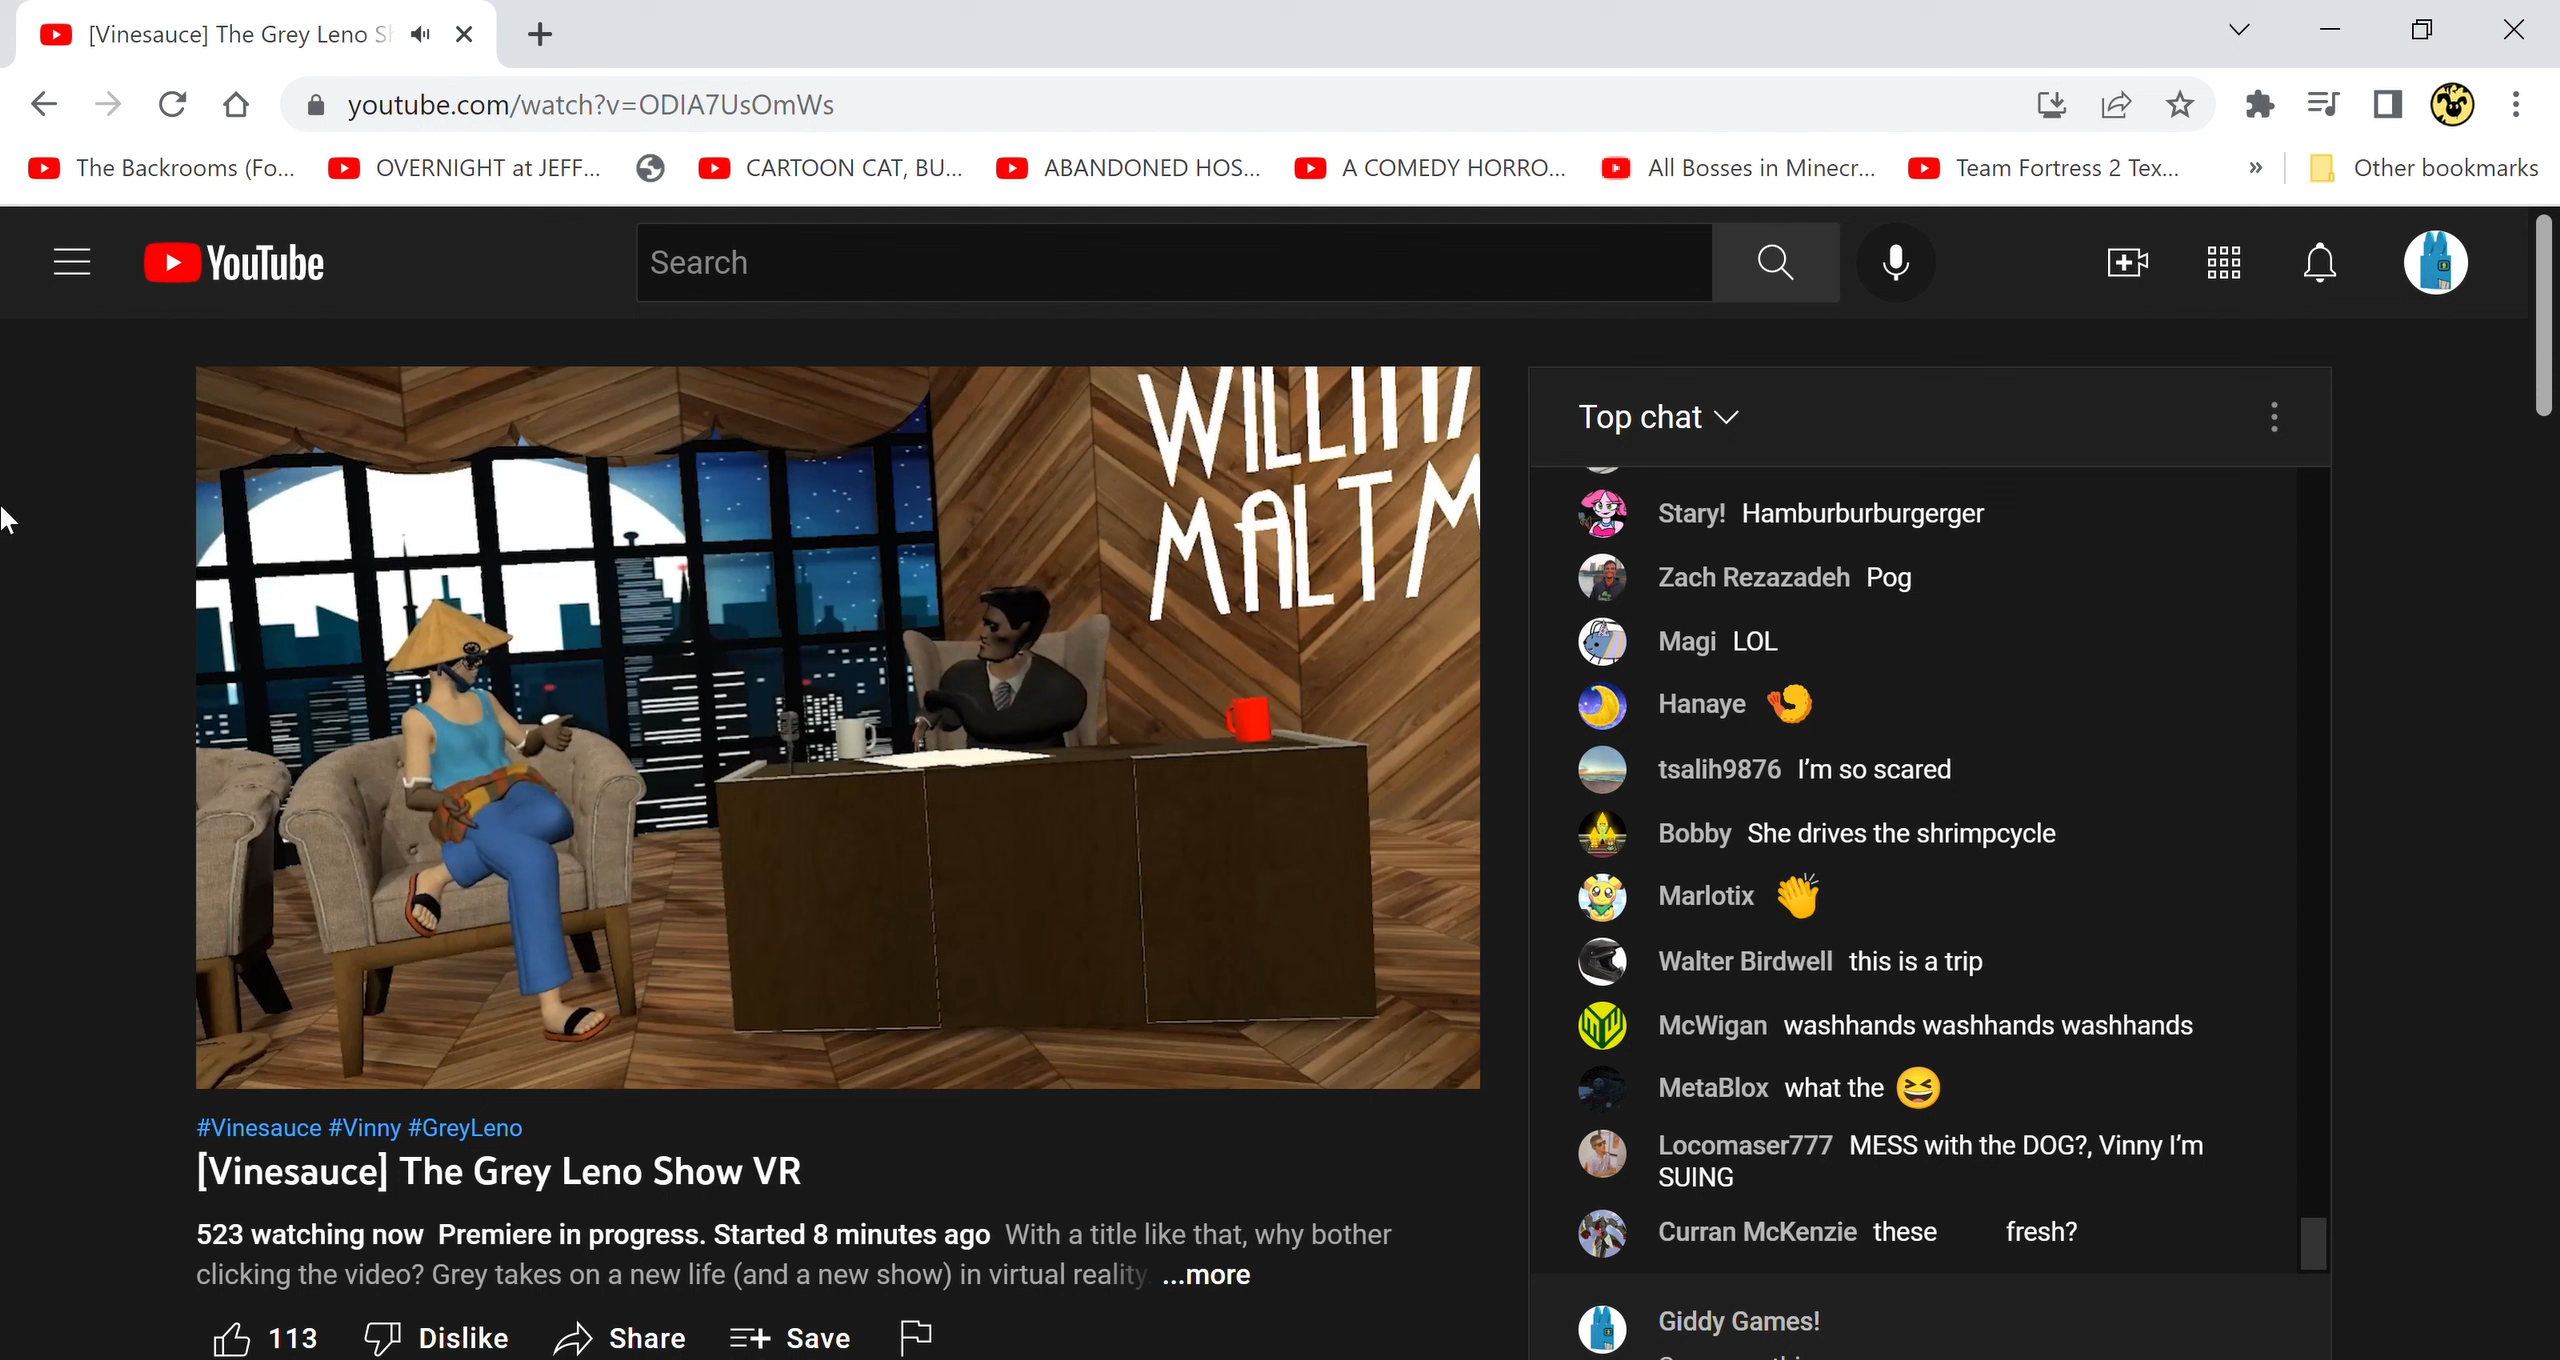 [Vinesauce] The Grey Leno S
youtube.com/watch?v=ODIA7UsOmWs
The Backrooms (Fo...
OVERNIGHT at JEFF...
CARTOON CAT, BU...
ABANDONED HOS...
A COMEDY HORRO...
All Bosses in Minecr...
Team Fortress 2 Tex...
Other bookmarks
YouTube
Search
MALT M
#Vinesauce #Vinny #GreyLeno
[Vinesauce] The Grey Leno Show VR
523 watching now Premiere in progress. Started 8 minutes ago With a title like that, why bother
clicking the video? Grey takes on a new life (and a new show) in virtual reality. ...more
113
Dislike
Share
Save
Top chat
Stary! Hamburburburgerger
Zach Rezazadeh Pog
Magi LOL
Hanaye 🍤
tsalih9876 I’m so scared
Bobby She drives the shrimpcycle
Marlotix 👏
Walter Birdwell this is a trip
McWigan washhands washhands washhands
MetaBlox what the 😆
Locomaser777 MESS with the DOG?, Vinny I’m
SUING
Curran McKenzie these fresh?
Giddy Games!